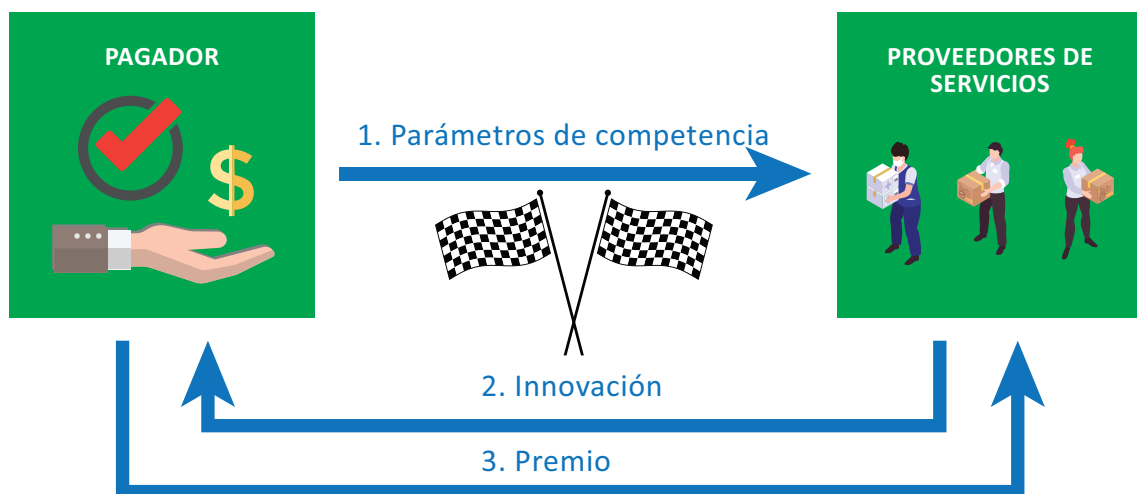 PAGADOR
PROVEEDORES DE
SERVICIOS
1. Parámetros de competencia
2. Innovación
3. Premio